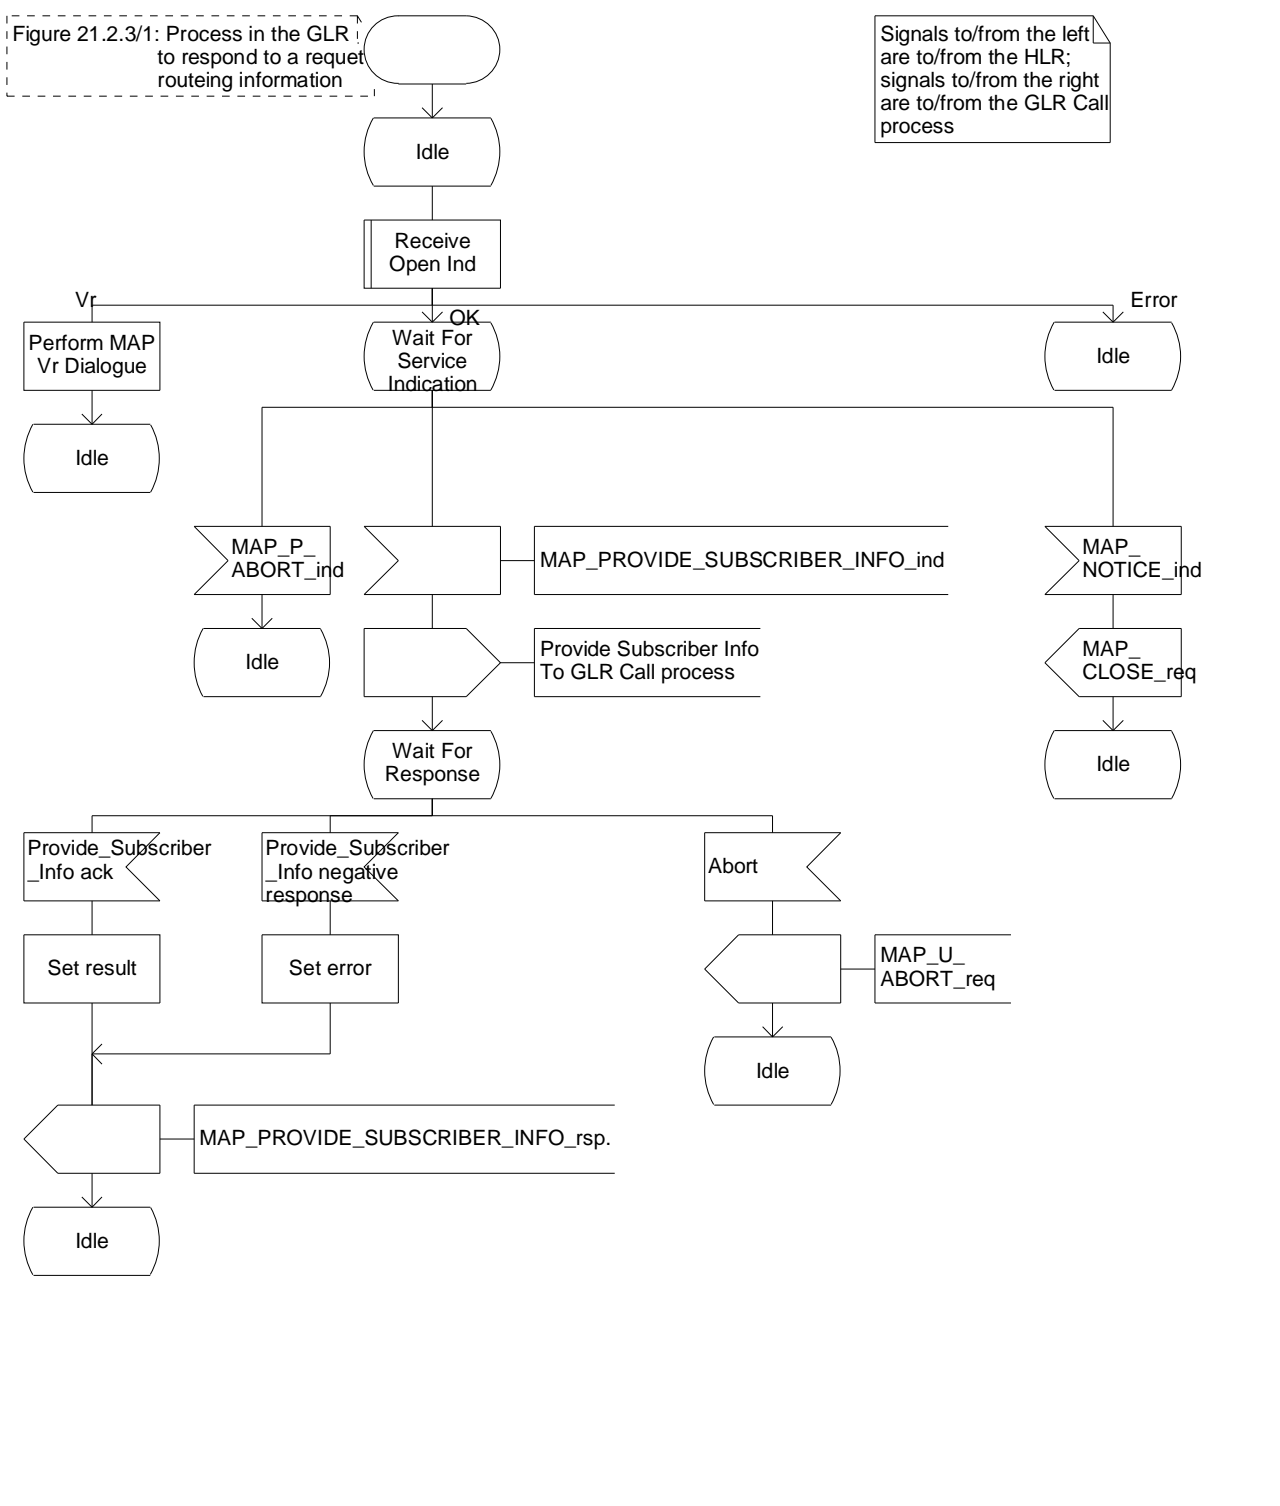 Figure 21.2.3/1: Process in the GLR
to respond to a requet
routeing information
Signals to/from the left
are to/from the HLR;
signals to/from the right
are to/from the GLR Call
process
Idle
Receive
Open Ind
Vr
OK
Error
Perform MAP
Vr Dialogue
Wait For
Service
Indication
Idle
Idle
MAP_P_
ABORT_ind
MAP_PROVIDE_SUBSCRIBER_INFO_ind
MAP_
NOTICE_ind
Idle
Provide Subscriber Info
To GLR Call process
MAP_
CLOSE_req
Wait For
Response
Idle
Provide_Subscriber
_Info ack
Provide_Subscriber
_Info negative
response
Abort
Set result
Set error
MAP_U_
ABORT_req
Idle
MAP_PROVIDE_SUBSCRIBER_INFO_rsp.
Idle